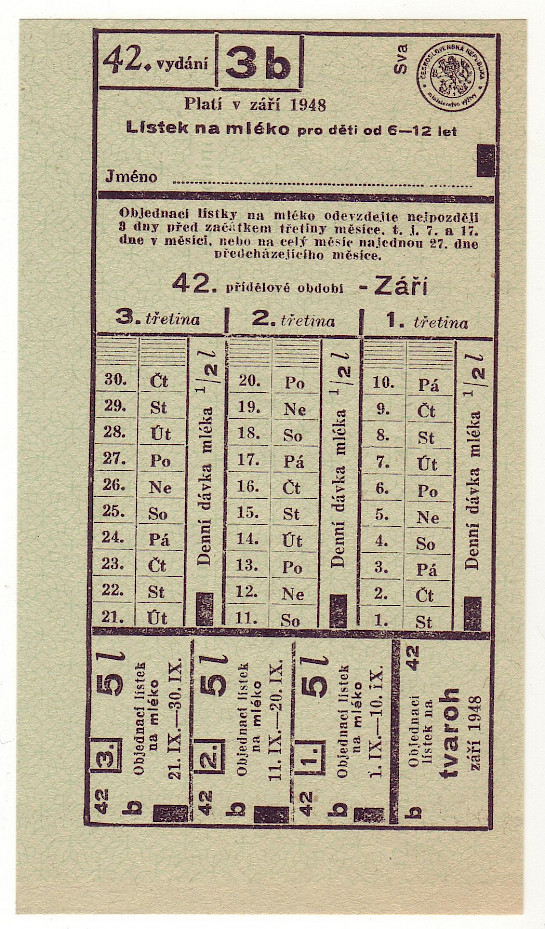 42. vydání
3b
Sva
ČESKOSLOVENSKÁ REPUBLIKA
ministerstvo výživy
Platí v září 1948
Lístek na mléko pro děti od 6—12 let
Jméno
Objednací lístky na mléko odevzdejte nejpozději
3 dny před začátkem třetiny měsíce, t. j. 7. a 17.
dne v měsíci, nebo na celý měsíc najednou 27. dne
předcházejícího měsíce.
42. přídělové období - Září
3. třetina
2. třetina
1. třetina
30. Čt
29. St
28. Út
27. Po
26. Ne
25. So
24. Pá
23. Čt
22. St
21. Út
Denní dávka mléka 1/2 l
20. Po
19. Ne
18. So
17. Pá
16. Čt
15. St
14. Út
13. Po
12. Ne
11. So
Denní dávka mléka 1/2 l
10. Pá
9. Čt
8. St
7. Út
6. Po
5. Ne
4. So
3. Pá
2. Čt
1. St
Denní dávka mléka 1/2 l
42 3. 5 l
b
Objednací lístek
na mléko
21. IX.—30. IX.
42 2. 5 l
b
Objednací lístek
na mléko
11. IX.—20. IX.
42 1. 5 l
b
Objednací lístek
na mléko
1. IX.—10. IX.
b 42
Objednací
lístek na
tvaroh
září 1948